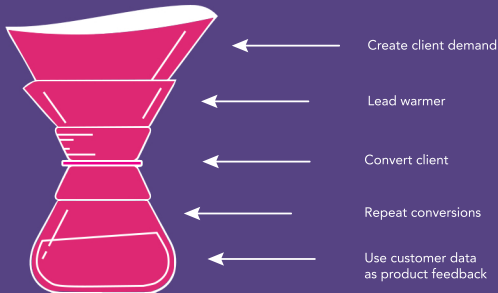 Create client demand
Lead warmer
Convert client
Repeat conversions
Use customer data
as product feedback